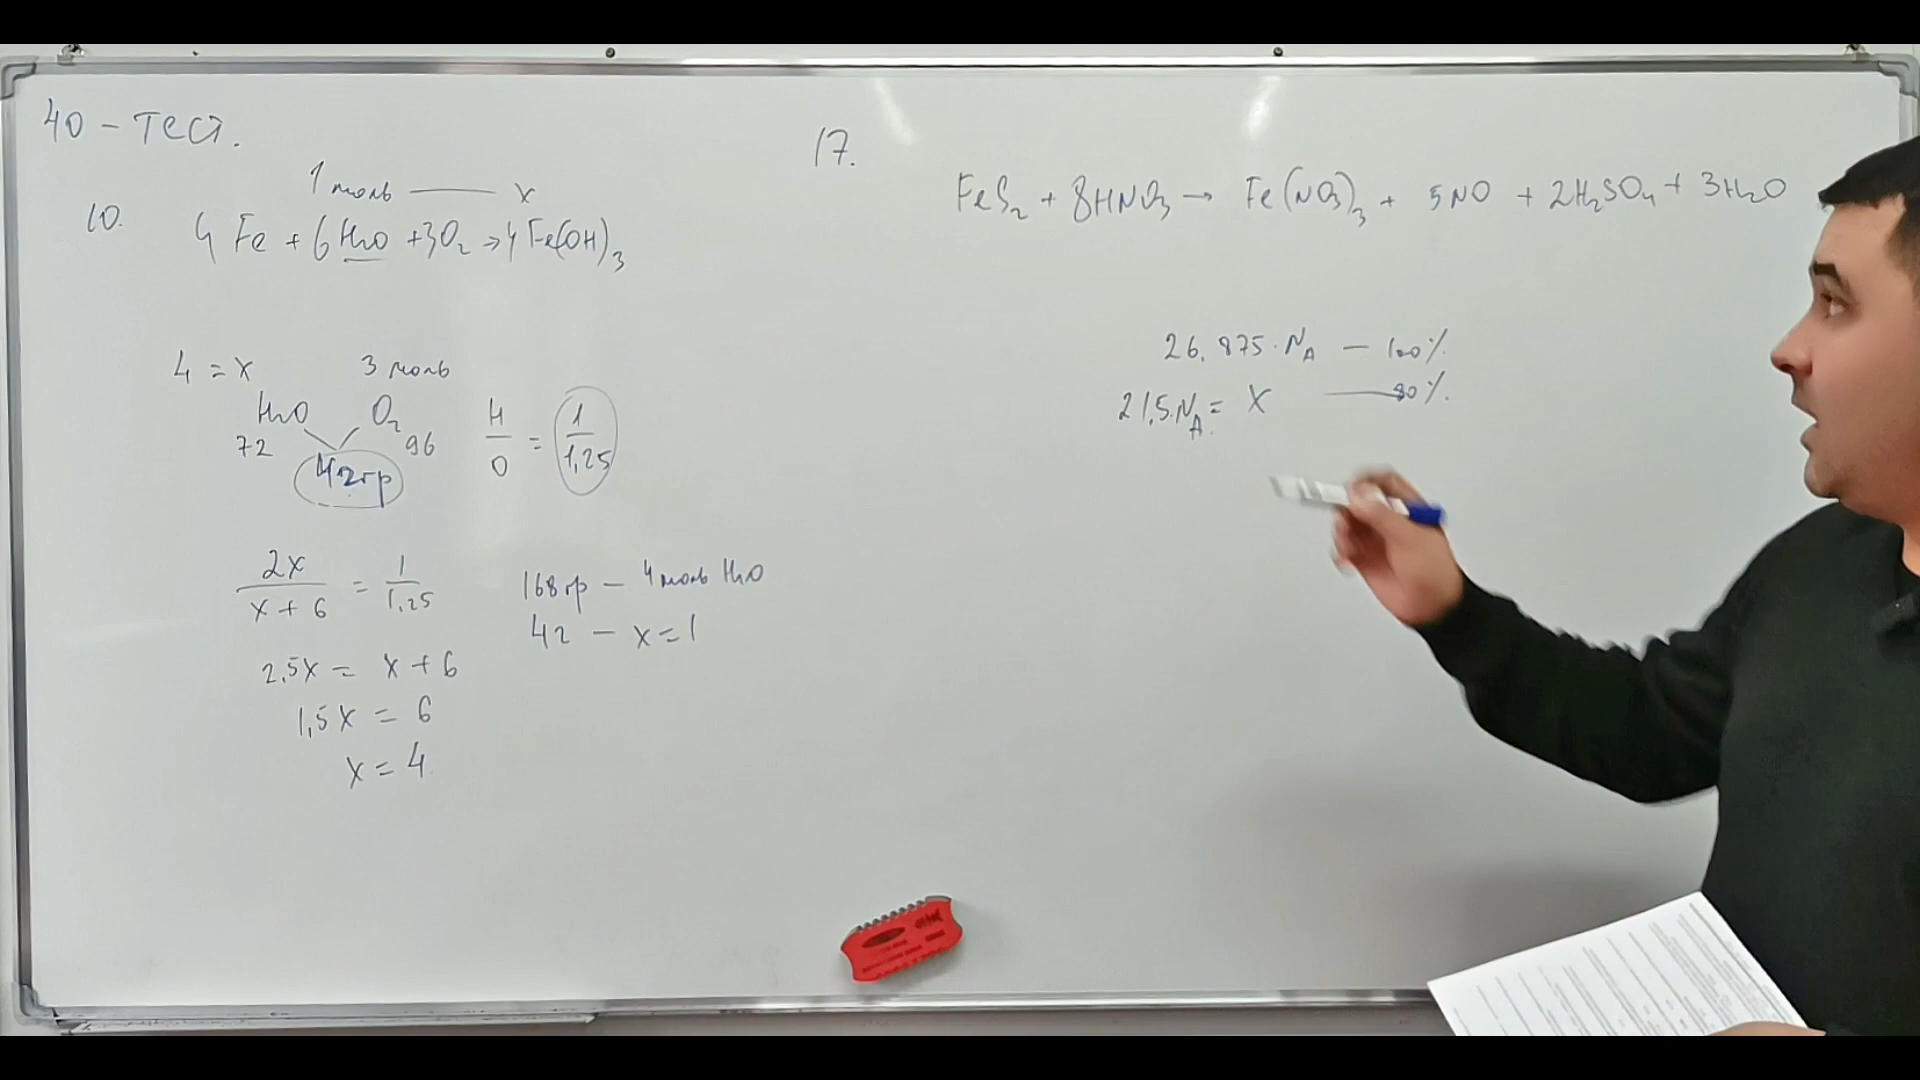 40 - тест.
10.
1 моль — x
4 Fe + 6 H₂O + 3O₂ → 4 Fe(OH)₃
4 = x
3 моль
H₂O O₂
72 96
42гр
H/O = 1/1,25
2x/(x + 6) = 1/1,25
2,5x = x + 6
1,5x = 6
x = 4
168гр — 4 моль H₂O
42 — x = 1
17.
FeS₂ + 8HNO₃ → Fe(NO₃)₃ + 5NO + 2H₂SO₄ + 3H₂O
26.875·Nₐ — 100%
21,5·Nₐ = X — 80%.